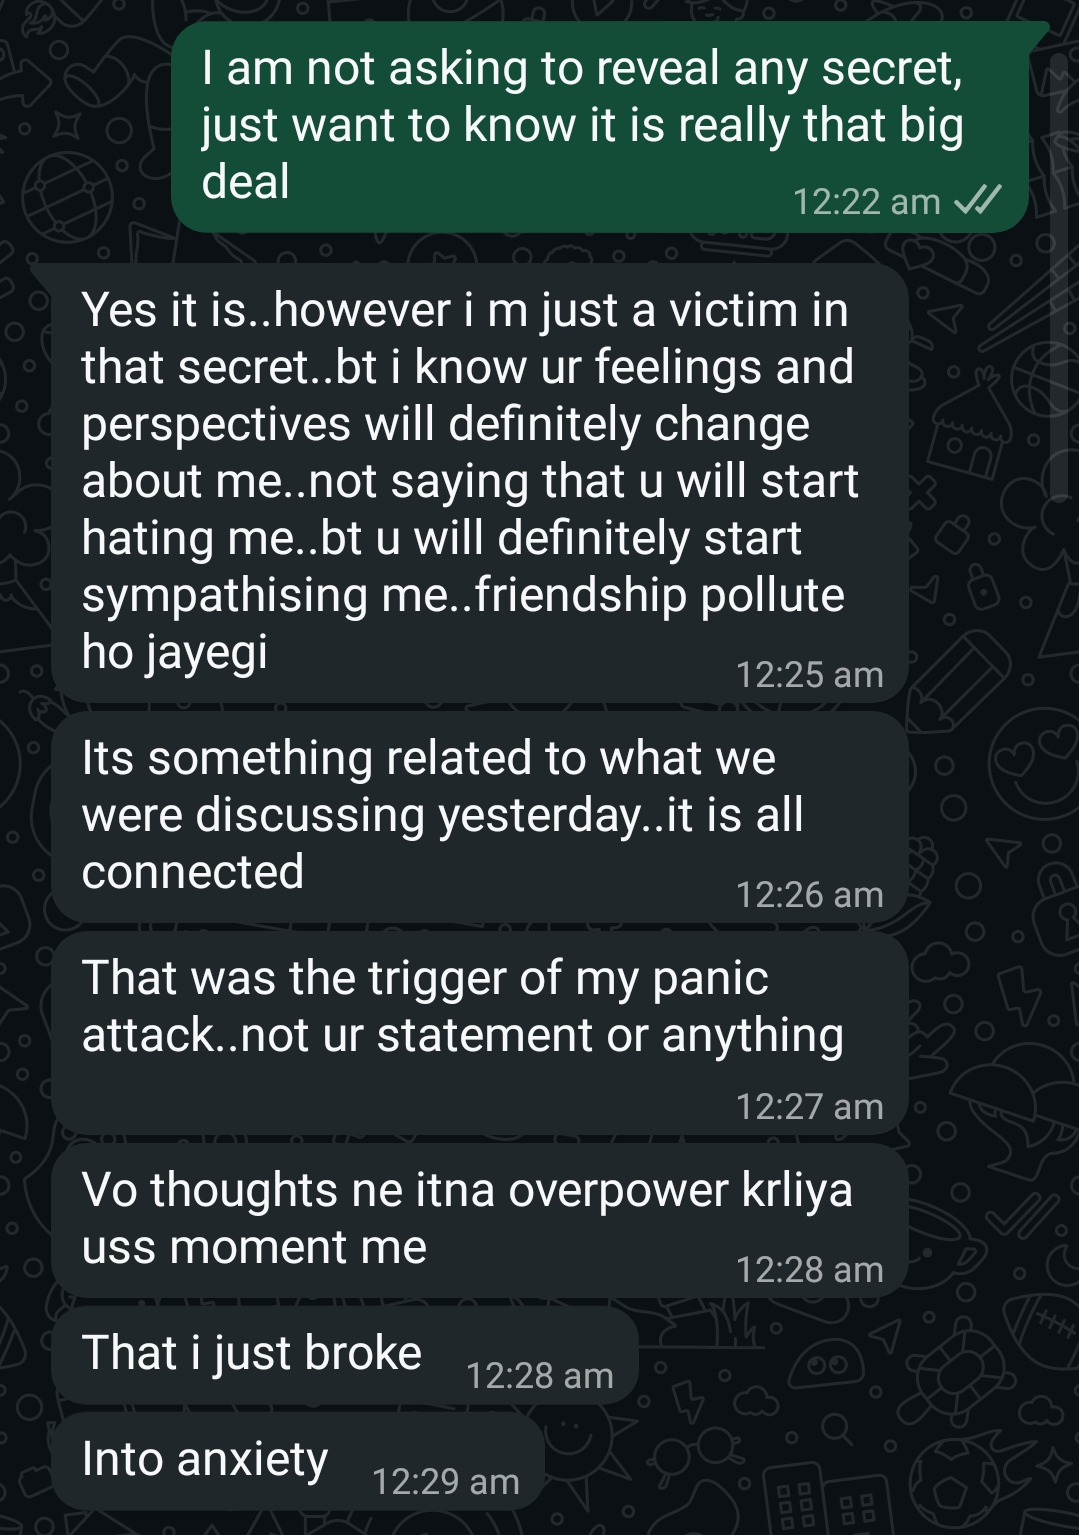 I am not asking to reveal any secret,
just want to know it is really that big
deal
12:22 am
Yes it is..however i m just a victim in
that secret..bt i know ur feelings and
perspectives will definitely change
about me..not saying that u will start
hating me..bt u will definitely start
sympathising me..friendship pollute
ho jayegi
12:25 am
Its something related to what we
were discussing yesterday..it is all
connected
12:26 am
That was the trigger of my panic
attack..not ur statement or anything
12:27 am
Vo thoughts ne itna overpower krliya
uss moment me
12:28 am
That i just broke
12:28 am
Into anxiety
12:29 am